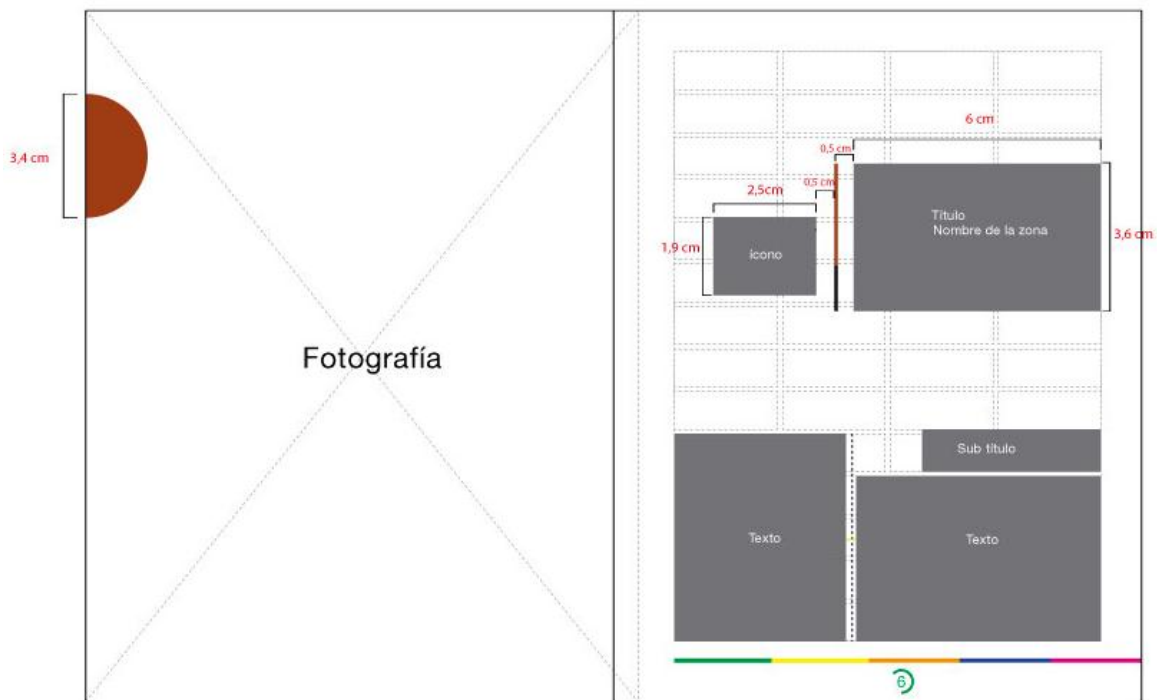 3,4 cm
Fotografía
6 cm
0,5 cm
0,5 cm
2,5cm
1,9 cm
ícono
Título
Nombre de la zona
3,6 cm
Sub título
Texto
Texto
6